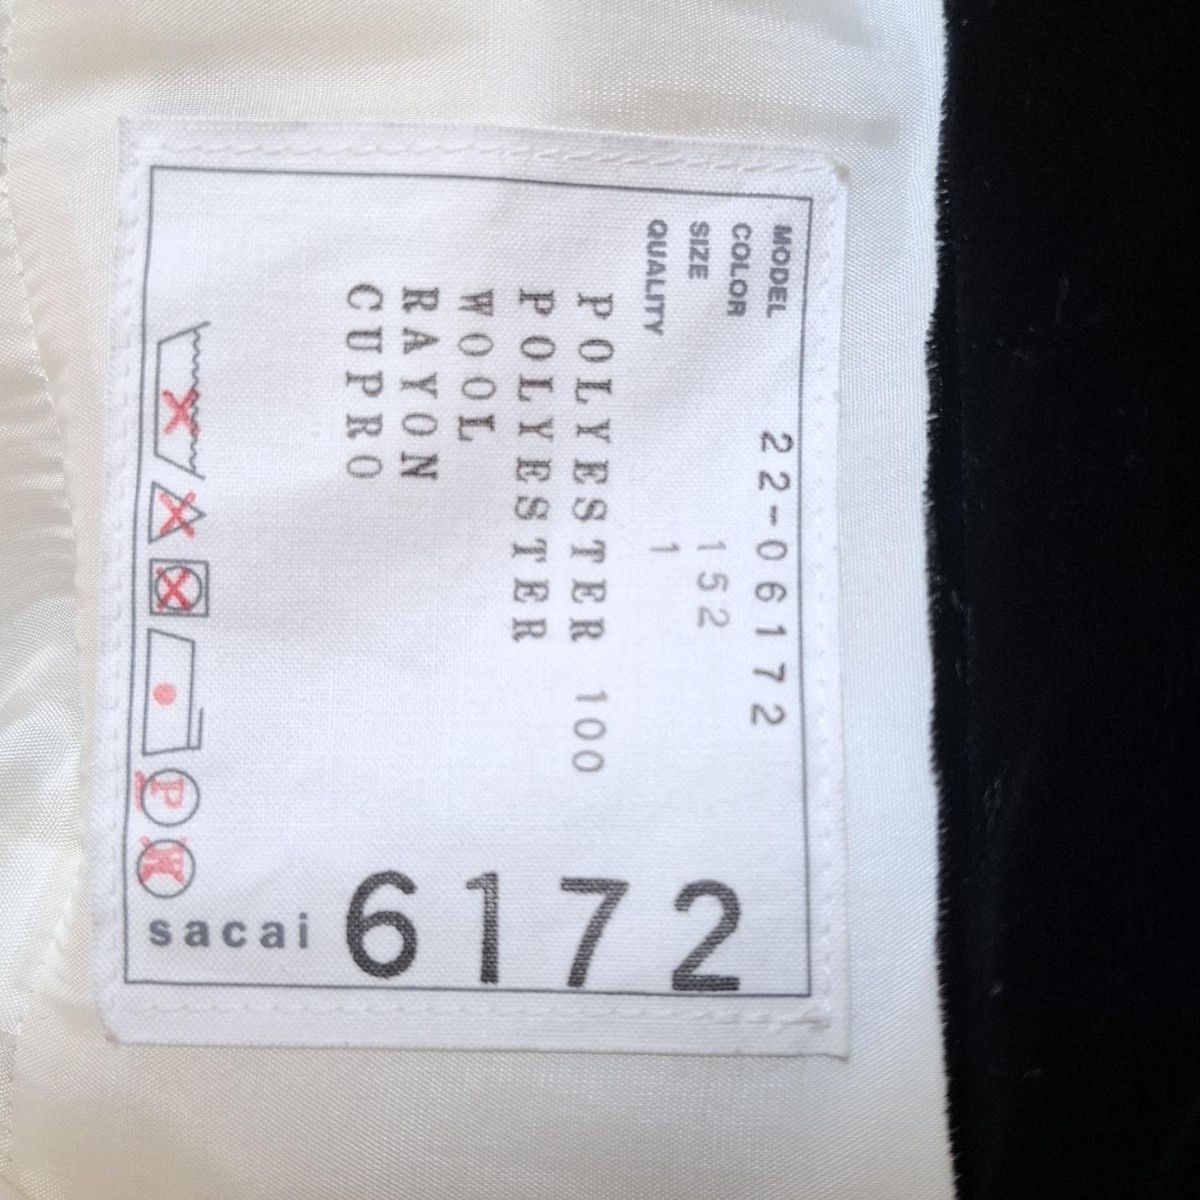 MODEL 22-06172
COLOR 152
SIZE 1
QUALITY
POLYESTER 100
POLYESTER
WOOL
RAYON
CUPRO
P
W
sacai
6172